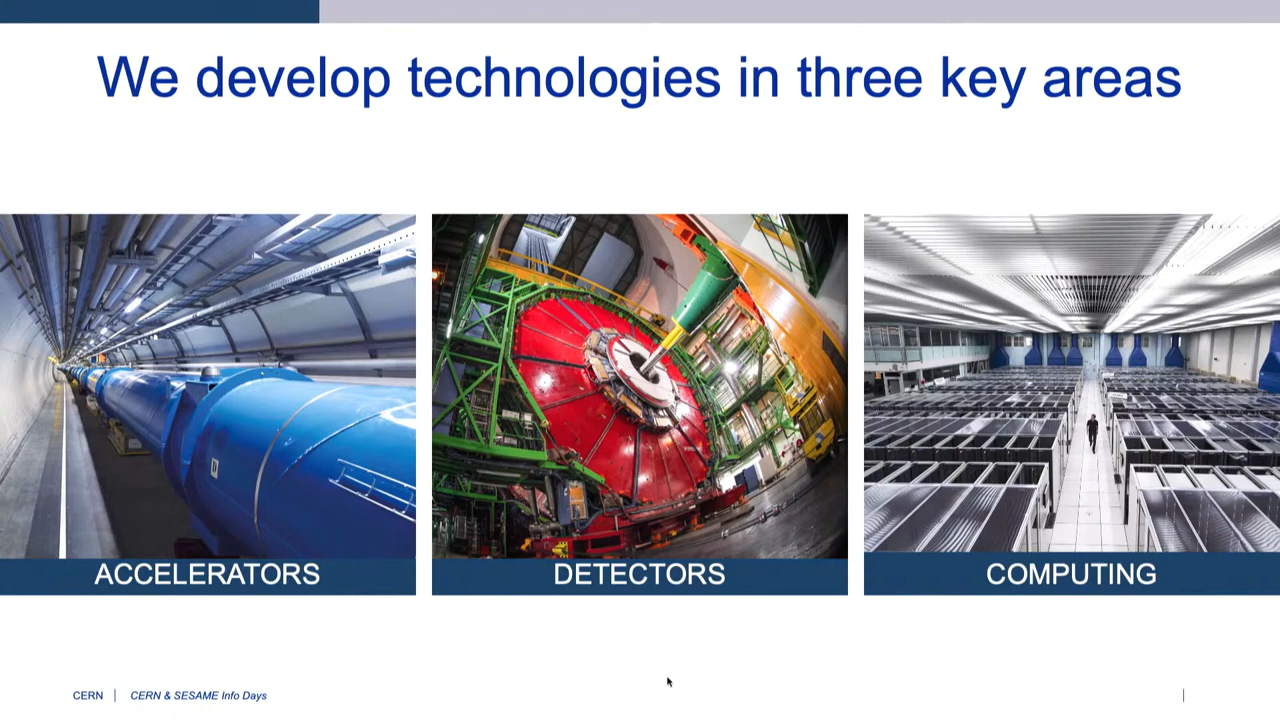 We develop technologies in three key areas
ACCELERATORS
DETECTORS
COMPUTING
CERN | CERN & SESAME Info Days